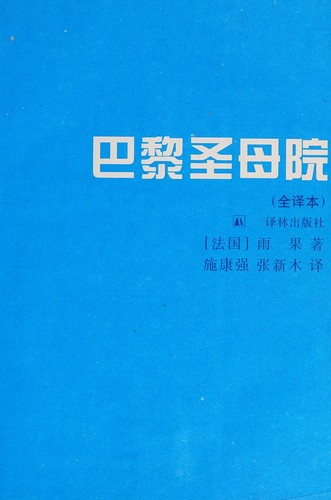 巴黎圣母院
（全译本）
译林出版社
［法国］雨 果 著
施康强 张新木 译